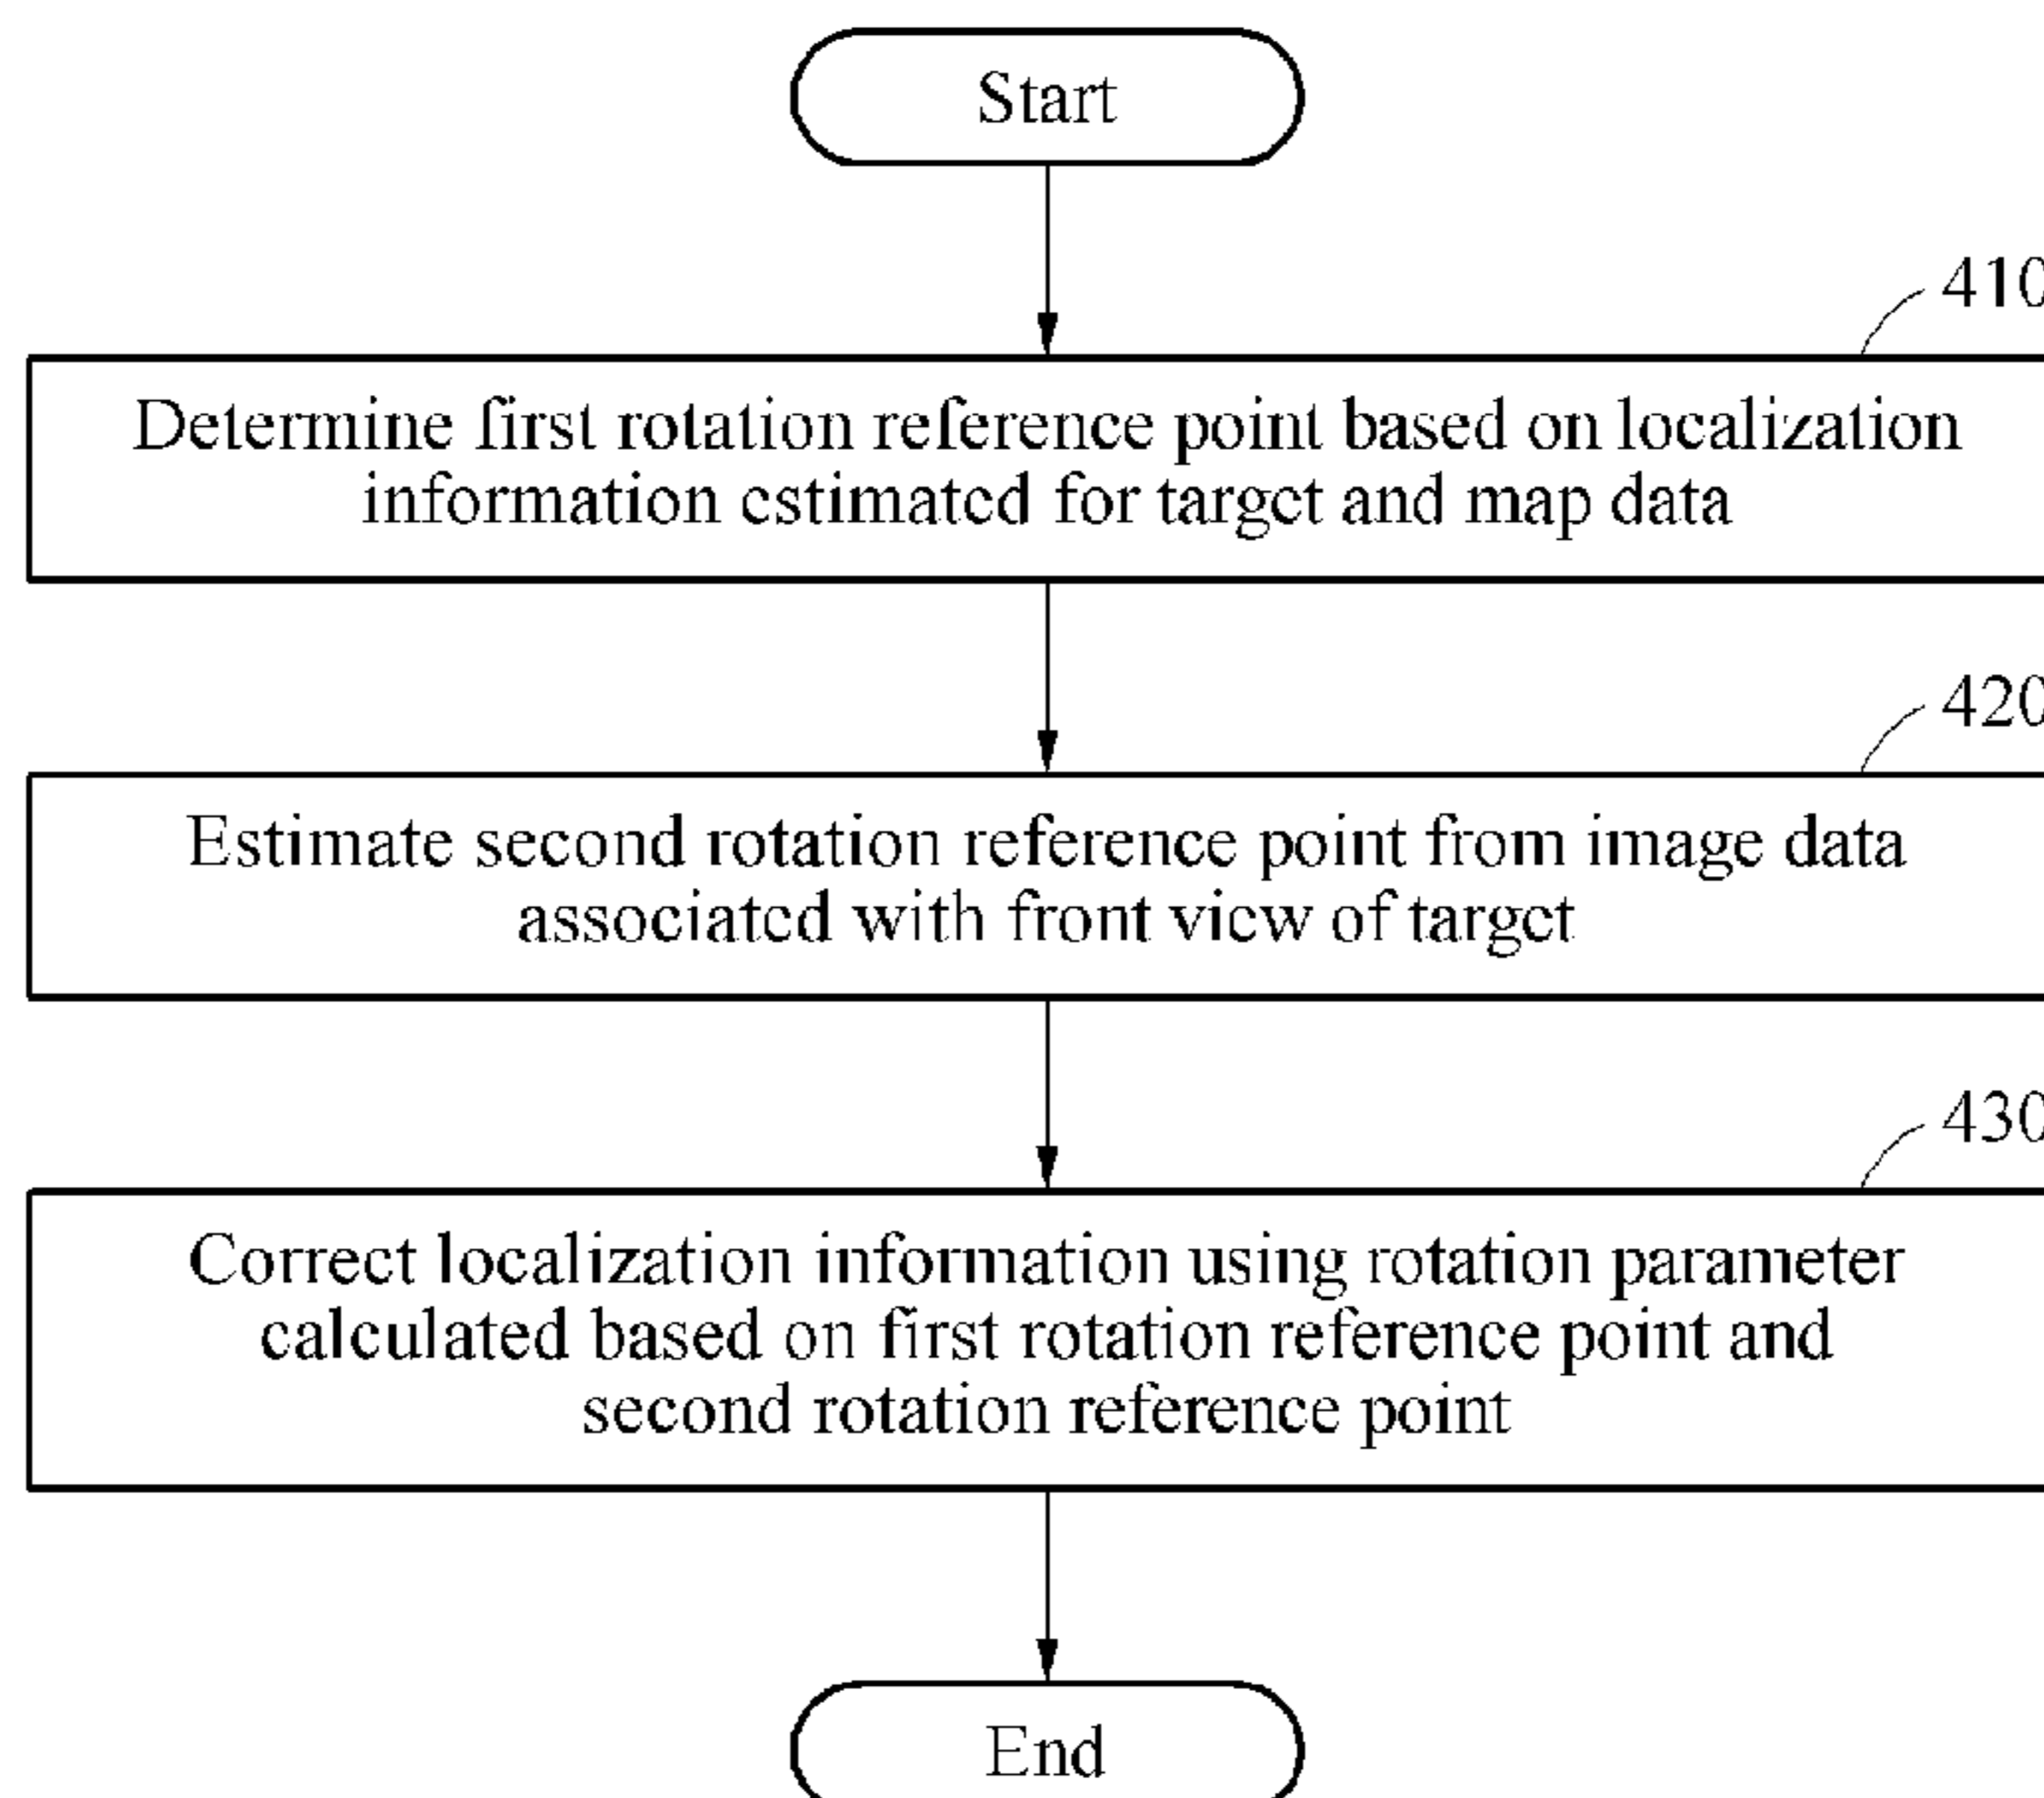 Start
410
Determine first rotation reference point based on localization
information estimated for target and map data
420
Estimate second rotation reference point from image data
associated with front view of target
430
Correct localization information using rotation parameter
calculated based on first rotation reference point and
second rotation reference point
End